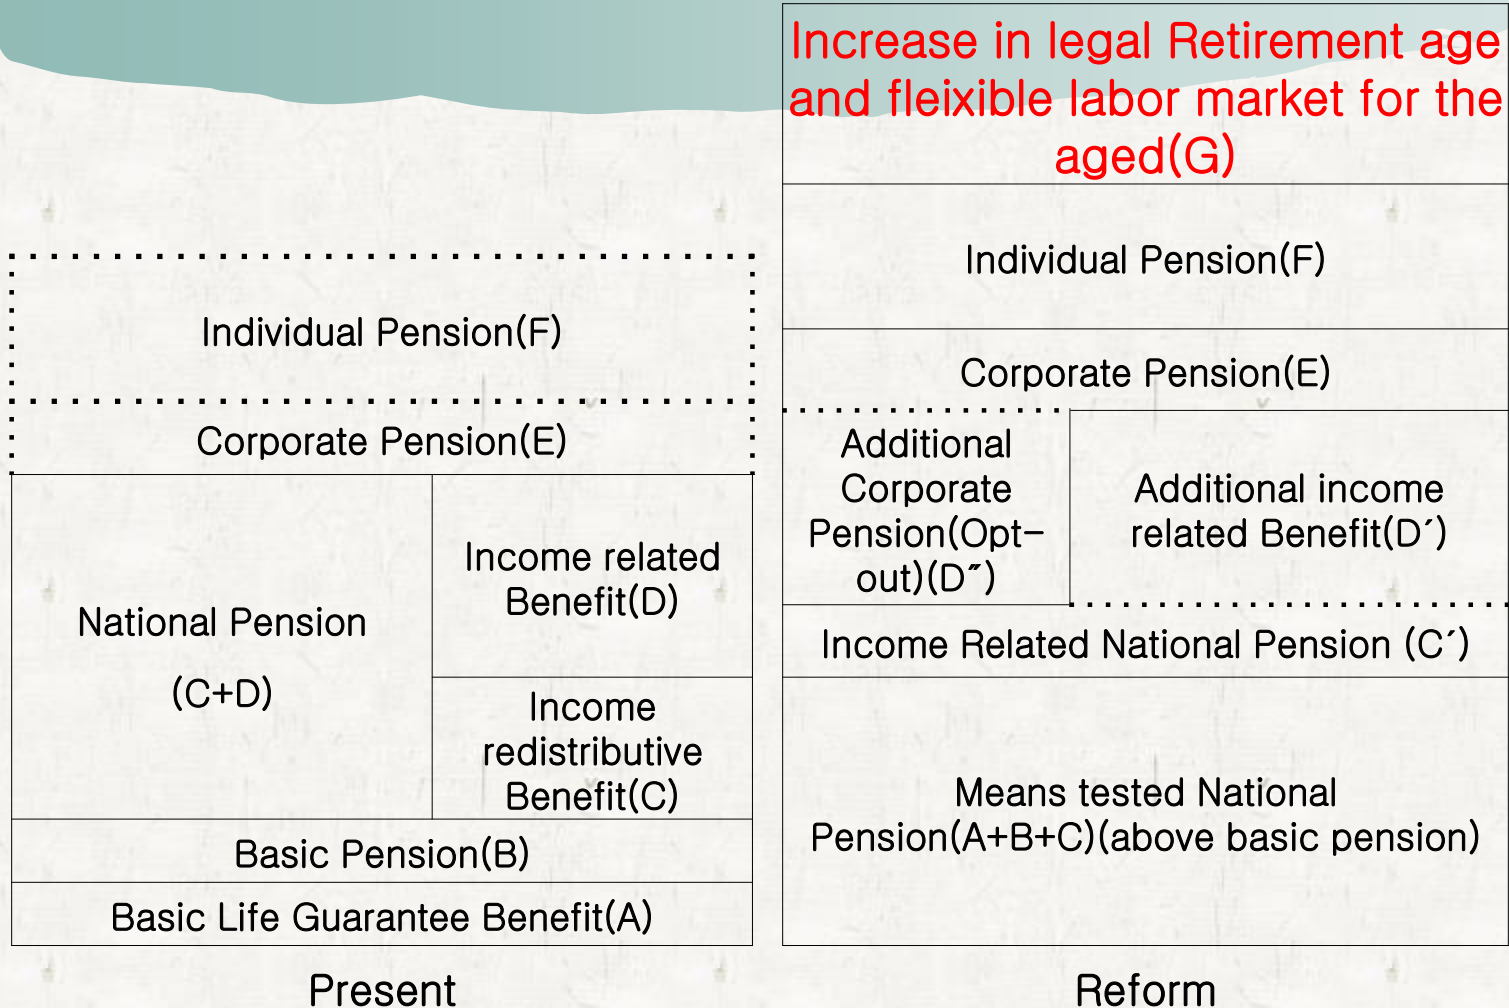 Individual Pension(F)
Corporate Pension(E)
National Pension
(C+D)
Income related
Benefit(D)
Income
redistributive
Benefit(C)
Basic Pension(B)
Basic Life Guarantee Benefit(A)
Present
Increase in legal Retirement age
and fleixible labor market for the
aged(G)
Individual Pension(F)
Corporate Pension(E)
Additional
Corporate
Pension(Opt-
out)(D˝)
Additional income
related Benefit(D´)
Income Related National Pension (C´)
Means tested National
Pension(A+B+C)(above basic pension)
Reform